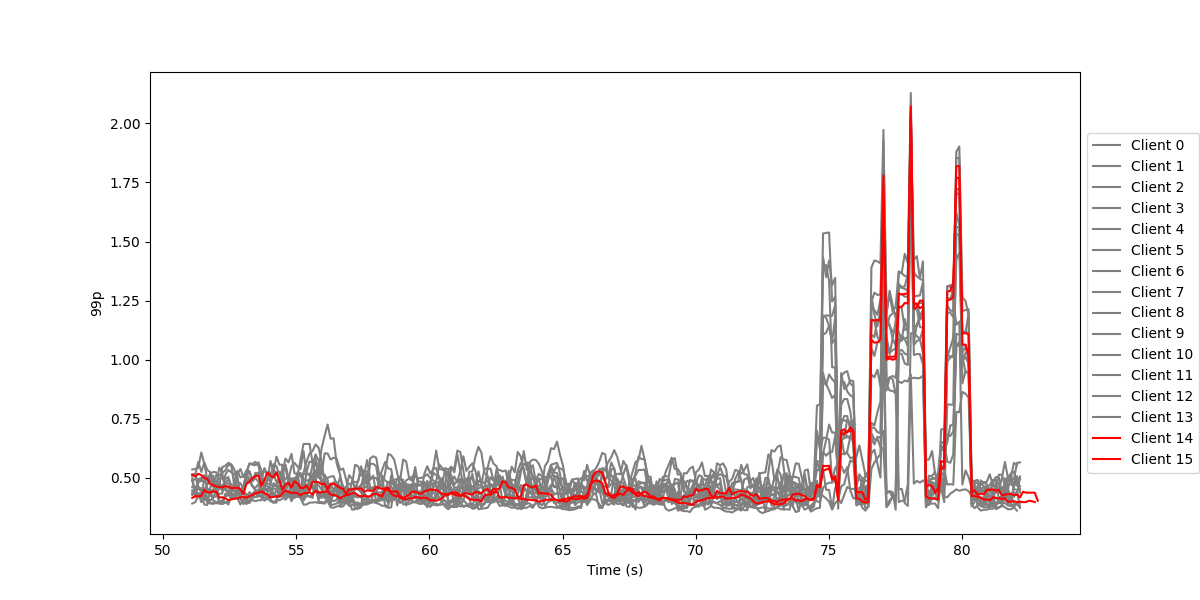 2.00
1.75
1.50
1.25
1.00
0.75
0.50
99p
50 55 60 65 70 75 80
Time (s)
Client 0
Client 1
Client 2
Client 3
Client 4
Client 5
Client 6
Client 7
Client 8
Client 9
Client 10
Client 11
Client 12
Client 13
Client 14
Client 15